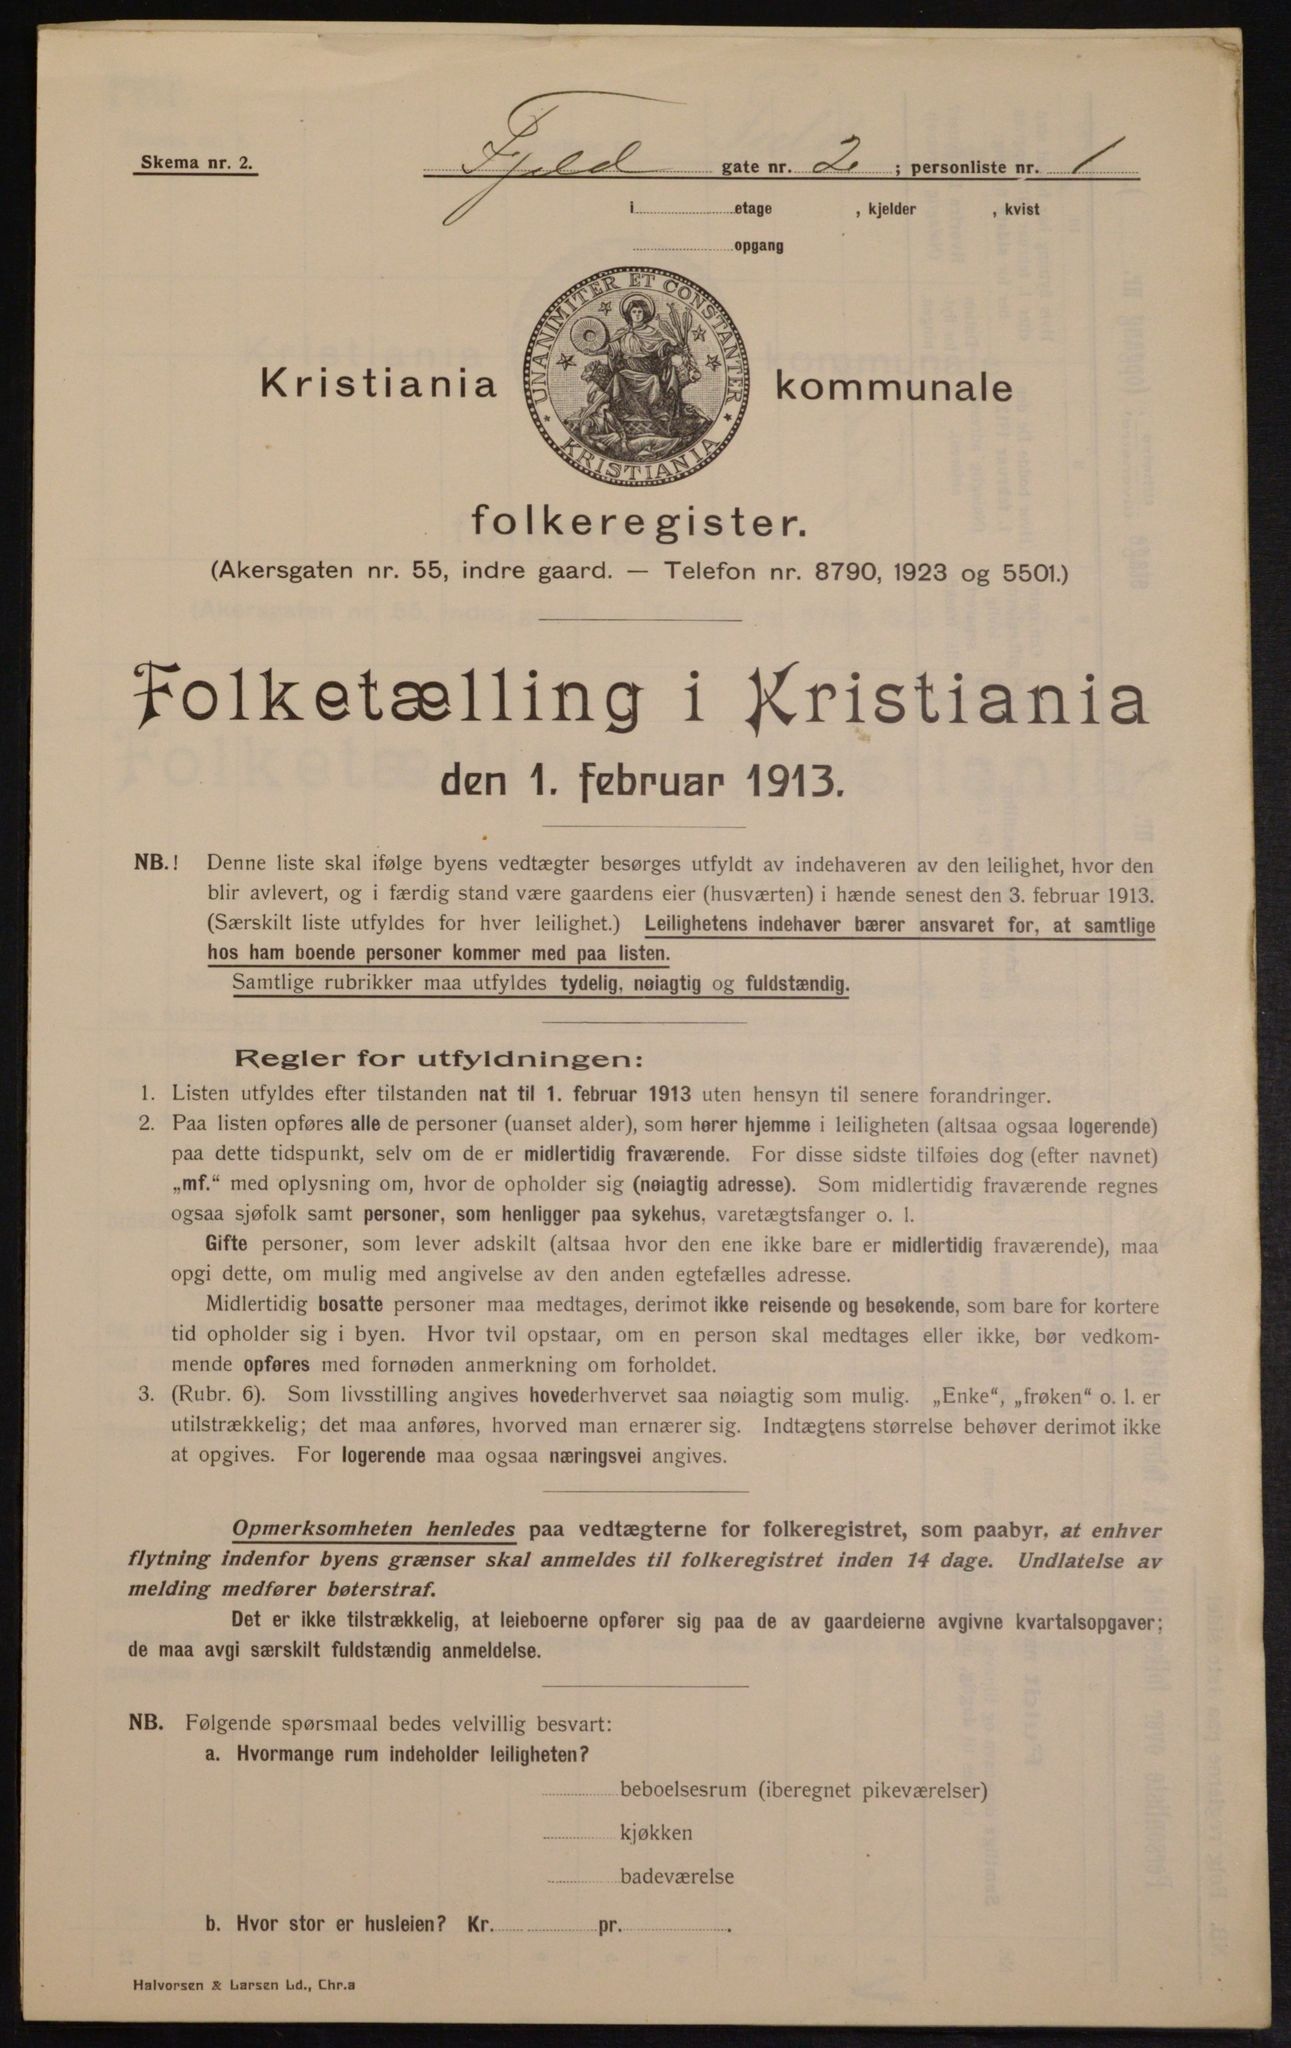 Skema nr. 2.
Fjeld gate nr. 2 ; personliste nr. 1
i etage , kjelder , kvist
opgang
UNANIMITER ET CONSTANTER
KRISTIANIA
Kristiania kommunale
folkeregister.
(Akersgaten nr. 55, indre gaard. — Telefon nr. 8790, 1923 og 5501.)
Folketælling i Kristiania
den 1. februar 1913.
NB.! Denne liste skal ifølge byens vedtægter besørges utfyldt av indehaveren av den leilighet, hvor den
blir avlevert, og i færdig stand være gaardens eier (husværten) i hænde senest den 3. februar 1913.
(Særskilt liste utfyldes for hver leilighet.) Leilighetens indehaver bærer ansvaret for, at samtlige
hos ham boende personer kommer med paa listen.
Samtlige rubrikker maa utfyldes tydelig, nøiagtig og fuldstændig.
Regler for utfyldningen:
1. Listen utfyldes efter tilstanden nat til 1. februar 1913 uten hensyn til senere forandringer.
2. Paa listen opføres alle de personer (uanset alder), som hører hjemme i leiligheten (altsaa ogsaa logerende)
paa dette tidspunkt, selv om de er midlertidig fraværende. For disse sidste tilføies dog (efter navnet)
„mf.“ med oplysning om, hvor de opholder sig (nøiagtig adresse). Som midlertidig fraværende regnes
ogsaa sjøfolk samt personer, som henligger paa sykehus, varetægtsfanger o. l.
Gifte personer, som lever adskilt (altsaa hvor den ene ikke bare er midlertidig fraværende), maa
opgi dette, om mulig med angivelse av den anden egtefælles adresse.
Midlertidig bosatte personer maa medtages, derimot ikke reisende og besøkende, som bare for kortere
tid opholder sig i byen. Hvor tvil opstaar, om en person skal medtages eller ikke, bør vedkom-
mende opføres med fornøden anmerkning om forholdet.
3. (Rubr. 6). Som livsstilling angives hovederhvervet saa nøiagtig som mulig. „Enke“, „frøken“ o. l. er
utilstrækkelig; det maa anføres, hvorved man ernærer sig. Indtægtens størrelse behøver derimot ikke
at opgives. For logerende maa ogsaa næringsvei angives.
Opmerksomheten henledes paa vedtægterne for folkeregistret, som paabyr, at enhver
flytning indenfor byens grænser skal anmeldes til folkeregistret inden 14 dage. Undlatelse av
melding medfører bøterstraf.
Det er ikke tilstrækkelig, at leieboerne opfører sig paa de av gaardeierne avgivne kvartalsopgaver;
de maa avgi særskilt fuldstændig anmeldelse.
NB. Følgende spørsmaal bedes velvillig besvart:
a. Hvormange rum indeholder leiligheten?
beboelsesrum (iberegnet pikeværelser)
kjøkken
badeværelse
b. Hvor stor er husleien? Kr. pr. .
Halvorsen & Larsen Ld., Chr.a